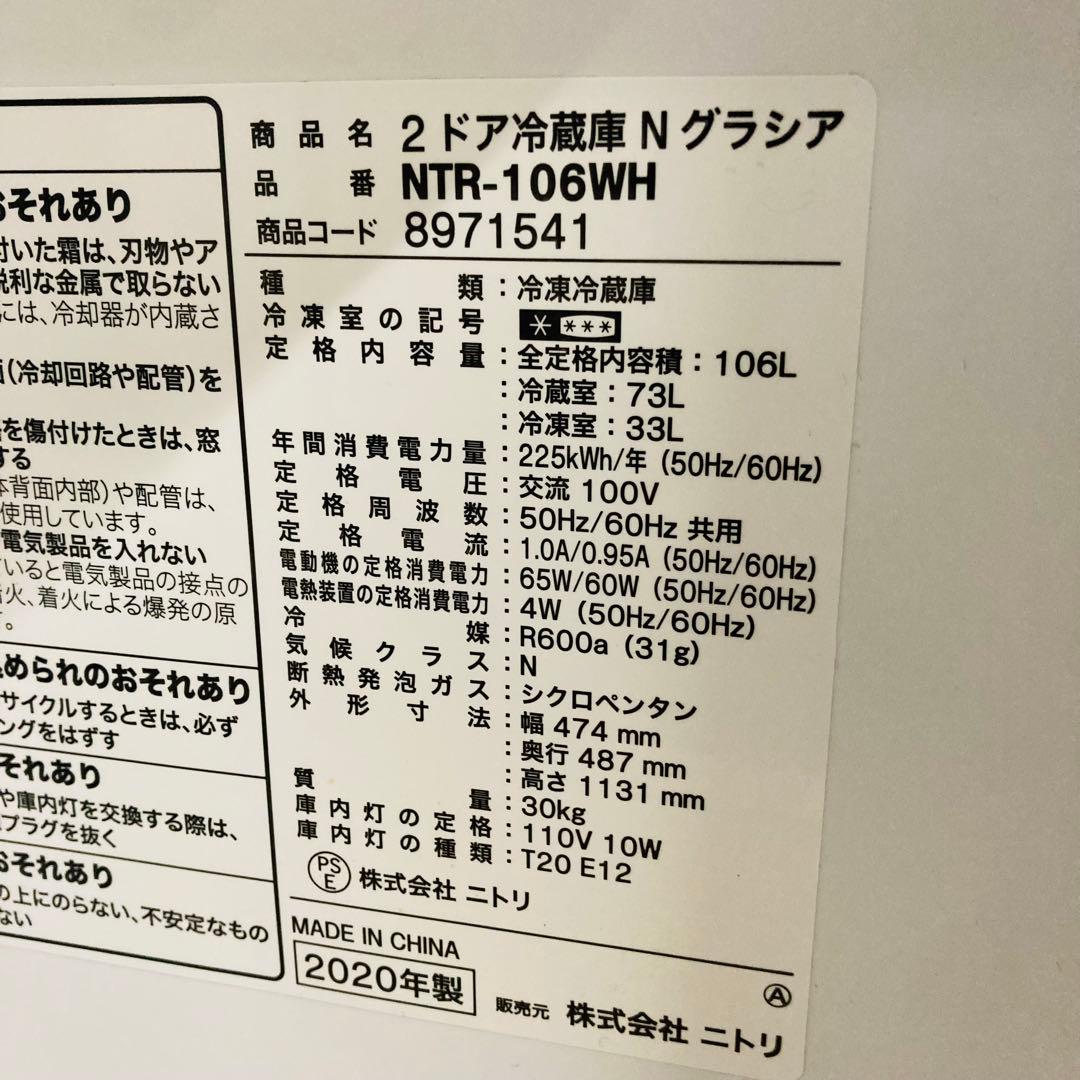 おそれあり
付いた霜は、刃物やア
鋭利な金属で取らない
には、冷却器が内蔵さ
(冷却回路や配管)を
を傷付けたときは、窓
する
体背面内部)や配管は、
使用しています。
電気製品を入れない
ていると電気製品の接点の
火、着火による爆発の原
す。
込められのおそれあり
サイクルするときは、必ず
ングをはずす
それあり
や庫内灯を交換する際は、
プラグを抜く
おそれあり
の上にのらない、不安定なもの
ない
商品名 2ドア冷蔵庫 N グラシア
品番 NTR-106WH
商品コード 8971541
種類:冷凍冷蔵庫
冷凍室の記号 * ***
定格内容量:全定格内容積:106L
:冷蔵室:73L
:冷凍室:33L
年間消費電力量:225kWh/年 (50Hz/60Hz)
定格電圧:交流 100V
定格周波数:50Hz/60Hz 共用
定格電流:1.0A/0.95A (50Hz/60Hz)
電動機の定格消費電力:65W/60W (50Hz/60Hz)
電熱装置の定格消費電力:4W (50Hz/60Hz)
冷媒:R600a (31g)
気候クラス:N
断熱発泡ガス:シクロペンタン
外形寸法:幅 474 mm
:奥行 487 mm
:高さ 1131 mm
質量:30kg
庫内灯の定格:110V 10W
庫内灯の種類:T20 E12
PSE 株式会社 ニトリ
MADE IN CHINA
2020年製
販売元 株式会社 ニトリ
A